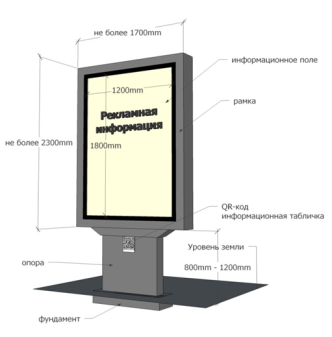 не более 1700mm
информационное поле
1200mm
рамка
Рекламная
информация
не более 2300mm
1800mm
QR-код
информационная табличка
Уровень земли
опора
800mm - 1200mm
фундамент